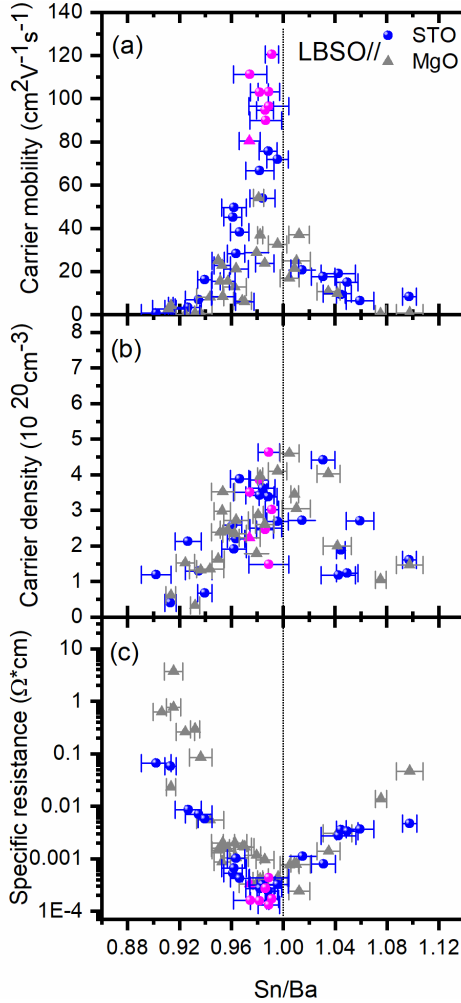 (a)
LBSO//
STO
MgO
Carrier mobility (cm2V−1s−1)
140
120
100
80
60
40
20
0
(b)
Carrier density (10 20cm−3)
8
7
6
5
4
3
2
1
0
(c)
Specific resistance (Ω*cm)
10
1
0.1
0.01
0.001
1E−4
0.88 0.92 0.96 1.00 1.04 1.08 1.12
Sn/Ba